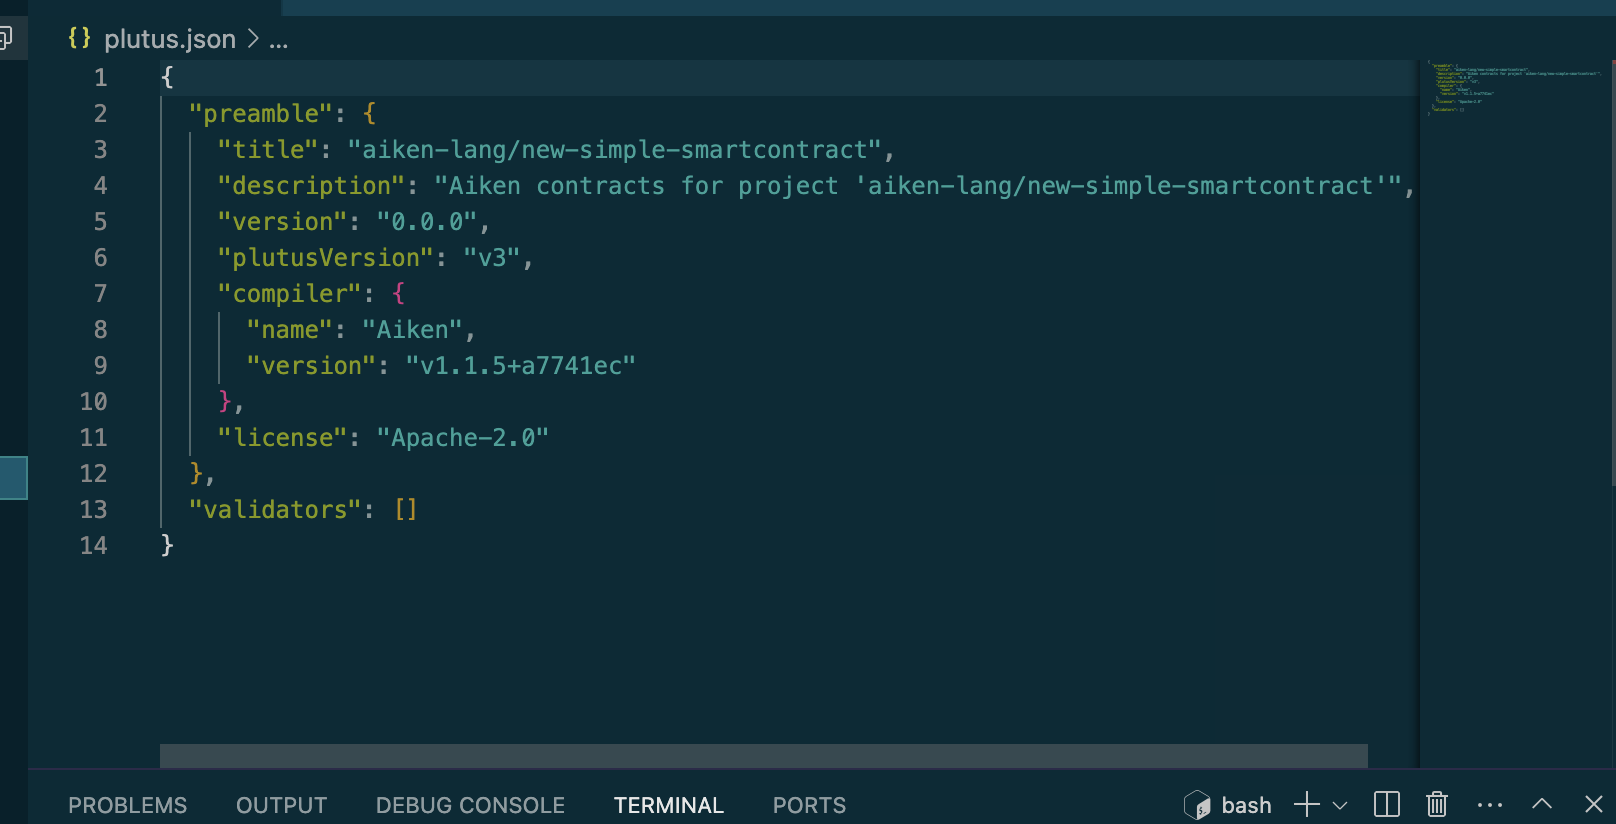 {} plutus.json > ...
1 {
2 "preamble": {
3 "title": "aiken-lang/new-simple-smartcontract",
4 "description": "Aiken contracts for project 'aiken-lang/new-simple-smartcontract'",
5 "version": "0.0.0",
6 "plutusVersion": "v3",
7 "compiler": {
8 "name": "Aiken",
9 "version": "v1.1.5+a7741ec"
10 },
11 "license": "Apache-2.0"
12 },
13 "validators": []
14 }
PROBLEMS OUTPUT DEBUG CONSOLE TERMINAL PORTS bash